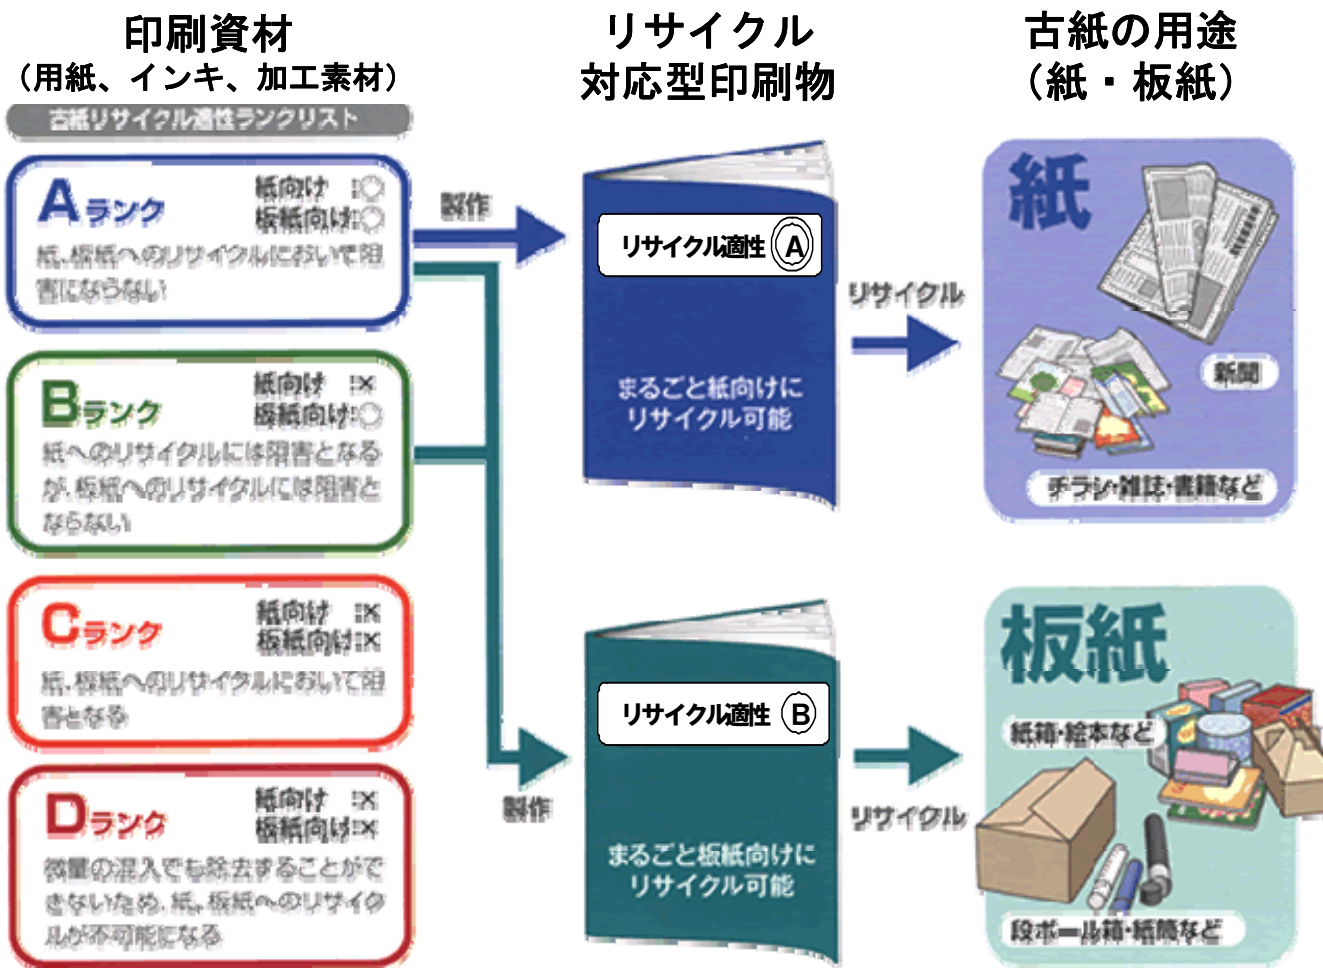 印刷資材
（用紙、インキ、加工素材）
古紙リサイクル適性ランクリスト
Aランク
紙向け :○
板紙向け:○
紙、板紙へのリサイクルにおいて阻
害にならない
Bランク
紙向け :×
板紙向け:○
紙へのリサイクルには阻害となる
が、板紙へのリサイクルには阻害と
ならない
Cランク
紙向け :×
板紙向け:×
紙、板紙へのリサイクルにおいて阻
害となる
Dランク
紙向け :×
板紙向け:×
微量の混入でも除去することがで
きないため、紙、板紙へのリサイク
ルが不可能になる
製作
製作
リサイクル
対応型印刷物
リサイクル適性 A
まるごと紙向けに
リサイクル可能
リサイクル適性 B
まるごと板紙向けに
リサイクル可能
リサイクル
リサイクル
古紙の用途
（紙・板紙）
紙
新聞
チラシ・雑誌・書籍など
板紙
紙箱・絵本など
段ボール箱・紙筒など